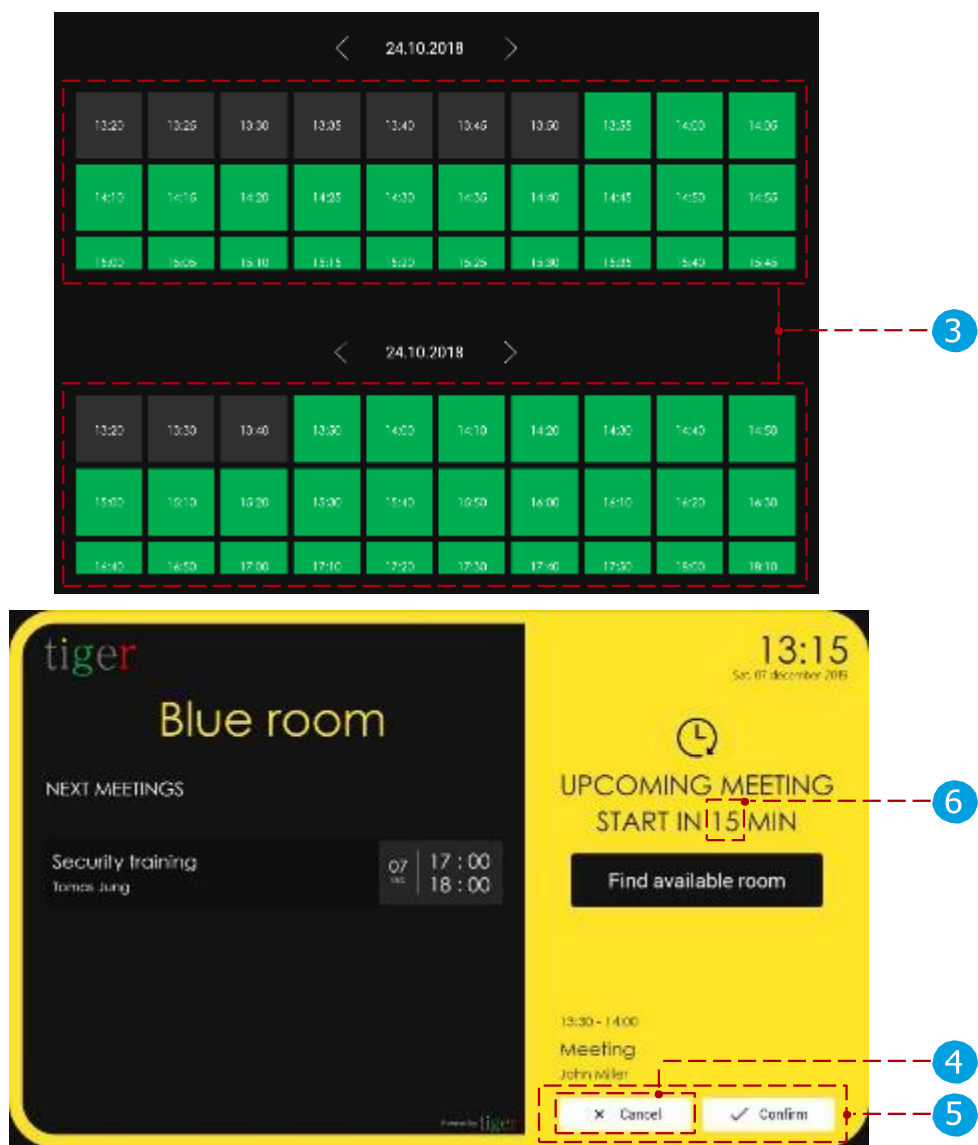 24.10.2018
13:20 13:25 13:30 13:35 13:40 13:45 13:50 13:55 14:00 14:05
14:10 14:15 14:20 14:25 14:30 14:35 14:40 14:45 14:50 14:55
15:00 15:05 15:10 15:15 15:20 15:25 15:30 15:35 15:40 15:45
3
24.10.2018
13:20 13:30 13:40 13:50 14:00 14:10 14:20 14:30 14:40 14:50
15:00 15:10 15:20 15:30 15:40 15:50 16:00 16:10 16:20 16:30
16:40 16:50 17:00 17:10 17:20 17:30 17:40 17:50 18:00 18:10
tiger
Blue room
NEXT MEETINGS
Security training
Tomas Jung
07
17 : 00
18 : 00
Powered by tiger
13:15
Sat. 07 december 2019
UPCOMING MEETING
START IN 15 MIN
6
Find available room
13:30 - 14:00
Meeting
John Miller
4
Cancel
Confirm
5